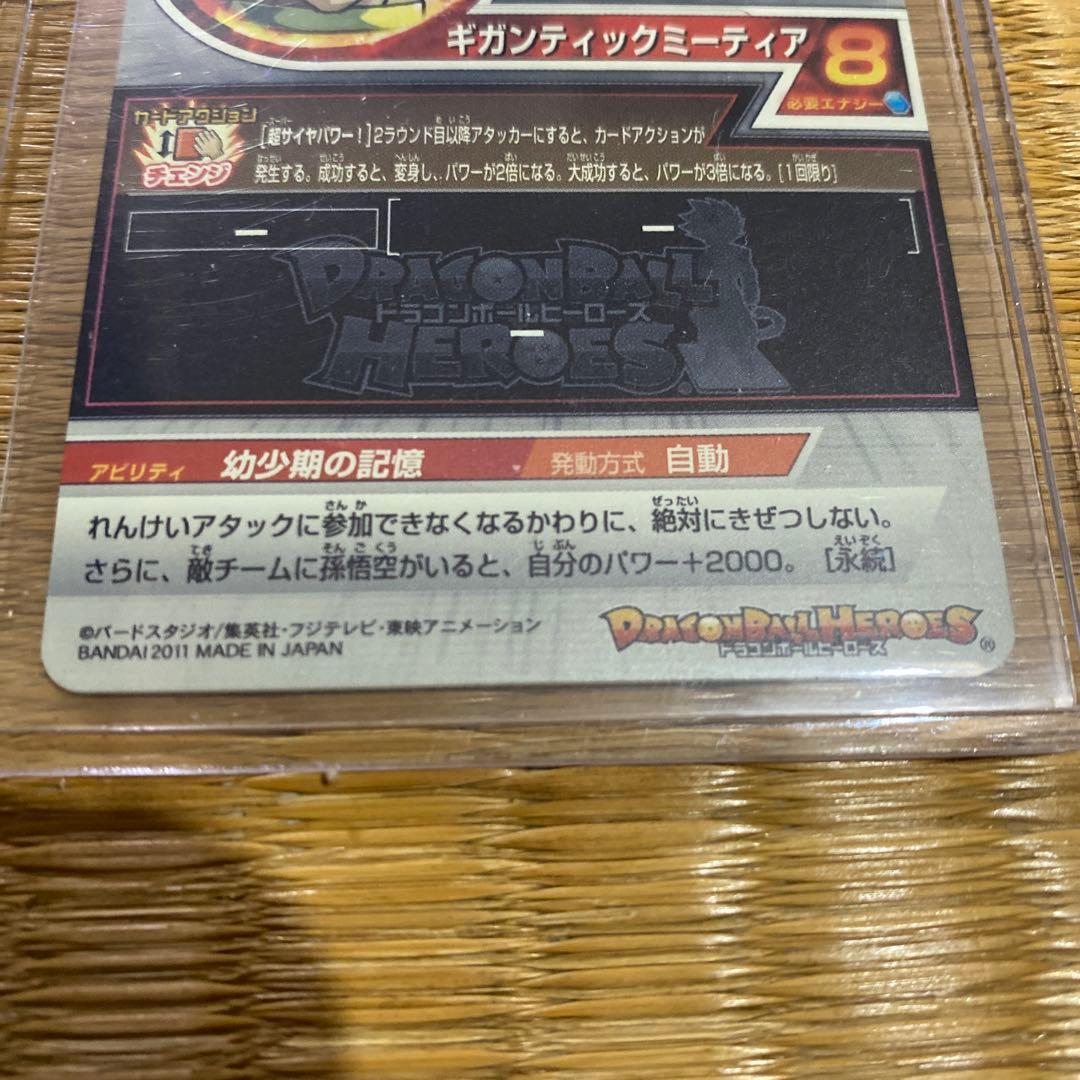 ギガンティックミーティア
8
必要エナジー
カードアクション
チェンジ
[超サイヤパワー！]2ラウンド目以降アタッカーにすると、カードアクションが
発生する。成功すると、変身し、パワーが2倍になる。大成功すると、パワーが3倍になる。[1回限り]
ー
ー
ー
DRAGONBALL
ドラゴンボールヒーローズ
HEROES
アビリティ 幼少期の記憶 発動方式 自動
れんけいアタックに参加できなくなるかわりに、絶対にきぜつしない。
さらに、敵チームに孫悟空がいると、自分のパワー+2000。 [永続]
©バードスタジオ/集英社・フジテレビ・東映アニメーション
BANDAI 2011 MADE IN JAPAN
DRAGONBALL HEROES®
ドラゴンボールヒーローズ